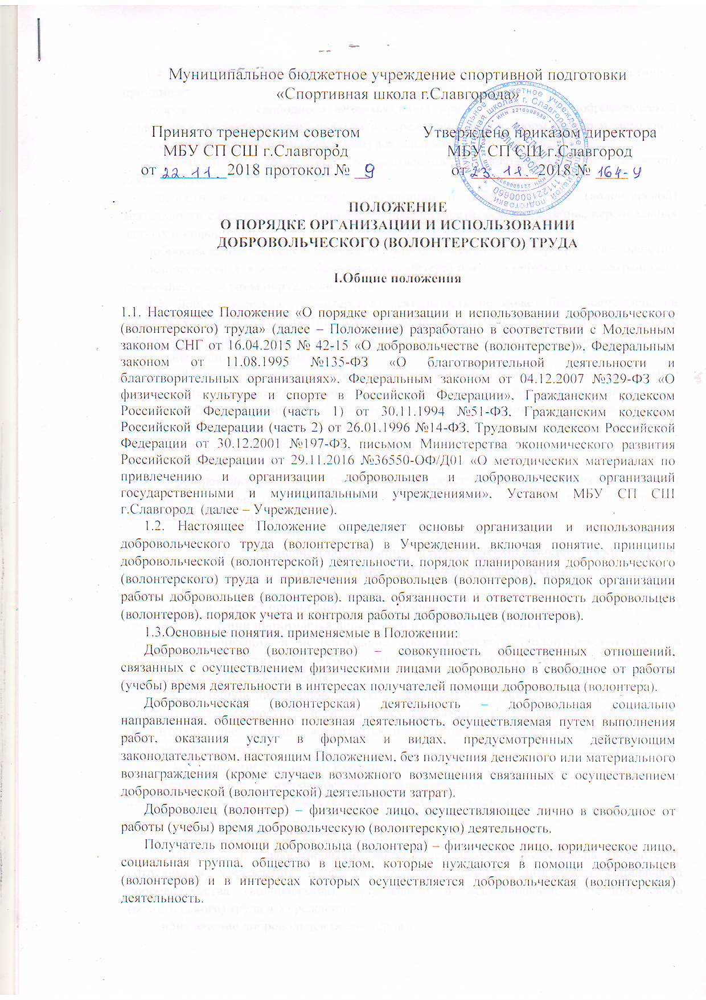 Муниципальное бюджетное учреждение спортивной подготовки
«Спортивная школа г.Славгорода»
Принято тренерским советом
МБУ СП СШ г.Славгород
от 22.11. 2018 протокол № 9
Утверждено приказом директора
МБУ СП СШ г.Славгород
от 23 11. 2018 № 164-у
ПОЛОЖЕНИЕ
О ПОРЯДКЕ ОРГАНИЗАЦИИ И ИСПОЛЬЗОВАНИИ
ДОБРОВОЛЬЧЕСКОГО (ВОЛОНТЕРСКОГО) ТРУДА
I.Общие положения
1.1. Настоящее Положение «О порядке организации и использовании добровольческого
(волонтерского) труда» (далее – Положение) разработано в соответствии с Модельным
законом СНГ от 16.04.2015 № 42-15 «О добровольчестве (волонтерстве)», Федеральным
законом от 11.08.1995 №135-ФЗ «О благотворительной деятельности и
благотворительных организациях», Федеральным законом от 04.12.2007 №329-ФЗ «О
физической культуре и спорте в Российской Федерации», Гражданским кодексом
Российской Федерации (часть 1) от 30.11.1994 №51-ФЗ, Гражданским кодексом
Российской Федерации (часть 2) от 26.01.1996 №14-ФЗ, Трудовым кодексом Российской
Федерации от 30.12.2001 №197-ФЗ, письмом Министерства экономического развития
Российской Федерации от 29.11.2016 №36550-ОФ/Д01 «О методических материалах по
привлечению и организации добровольцев и добровольческих организаций
государственными и муниципальными учреждениями», Уставом МБУ СП СШ
г.Славгород (далее – Учреждение).
1.2. Настоящее Положение определяет основы организации и использования
добровольческого труда (волонтерства) в Учреждении, включая понятие, принципы
добровольческой (волонтерской) деятельности, порядок планирования добровольческого
(волонтерского) труда и привлечения добровольцев (волонтеров), порядок организации
работы добровольцев (волонтеров), права, обязанности и ответственность добровольцев
(волонтеров), порядок учета и контроля работы добровольцев (волонтеров).
1.3.Основные понятия, применяемые в Положении:
Добровольчество (волонтерство) – совокупность общественных отношений,
связанных с осуществлением физическими лицами добровольно в свободное от работы
(учебы) время деятельности в интересах получателей помощи добровольца (волонтера).
Добровольческая (волонтерская) деятельность – добровольная социально
направленная, общественно полезная деятельность, осуществляемая путем выполнения
работ, оказания услуг в формах и видах, предусмотренных действующим
законодательством, настоящим Положением, без получения денежного или материального
вознаграждения (кроме случаев возможного возмещения связанных с осуществлением
добровольческой (волонтерской) деятельности затрат).
Доброволец (волонтер) – физическое лицо, осуществляющее лично в свободное от
работы (учебы) время добровольческую (волонтерскую) деятельность.
Получатель помощи добровольца (волонтера) – физическое лицо, юридическое лицо,
социальная группа, общество в целом, которые нуждаются в помощи добровольцев
(волонтеров) и в интересах которых осуществляется добровольческая (волонтерская)
деятельность.